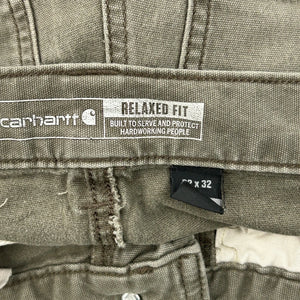 carhartt
RELAXED FIT
BUILT TO SERVE AND PROTECT
HARDWORKING PEOPLE
x 32